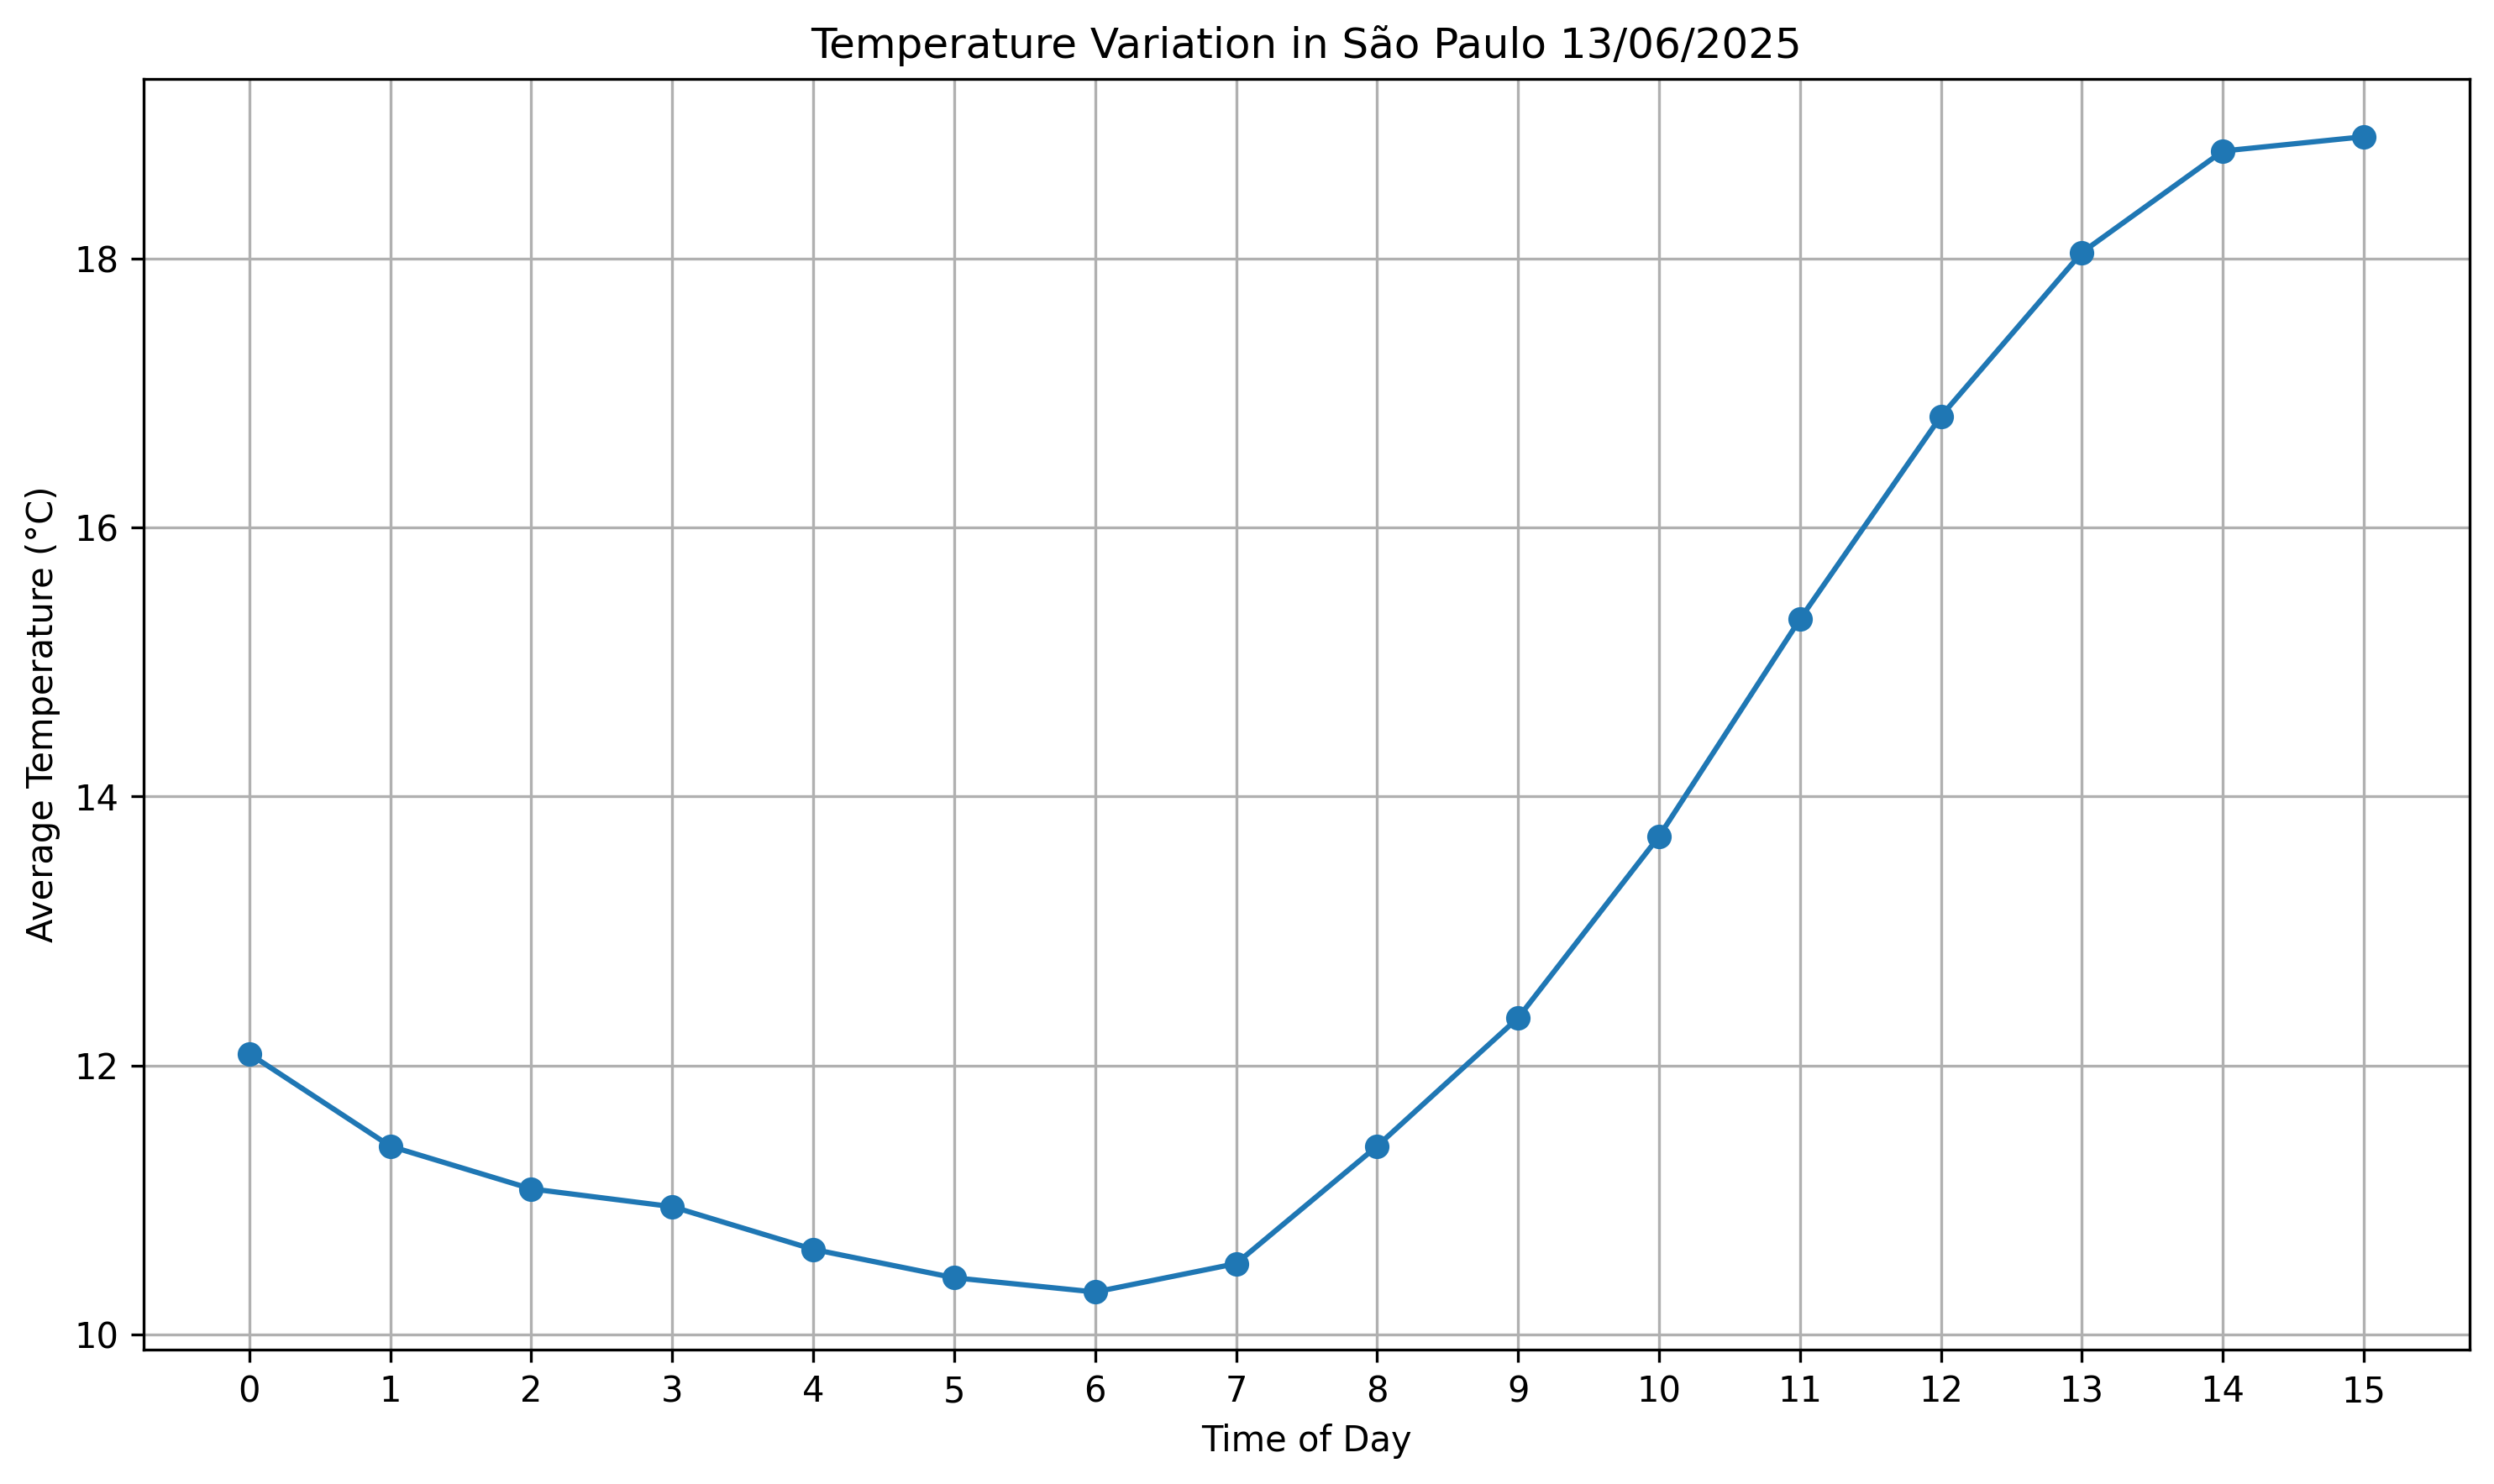 Temperature Variation in São Paulo 13/06/2025
Average Temperature (°C)
18
16
14
12
10
0 1 2 3 4 5 6 7 8 9 10 11 12 13 14 15
Time of Day